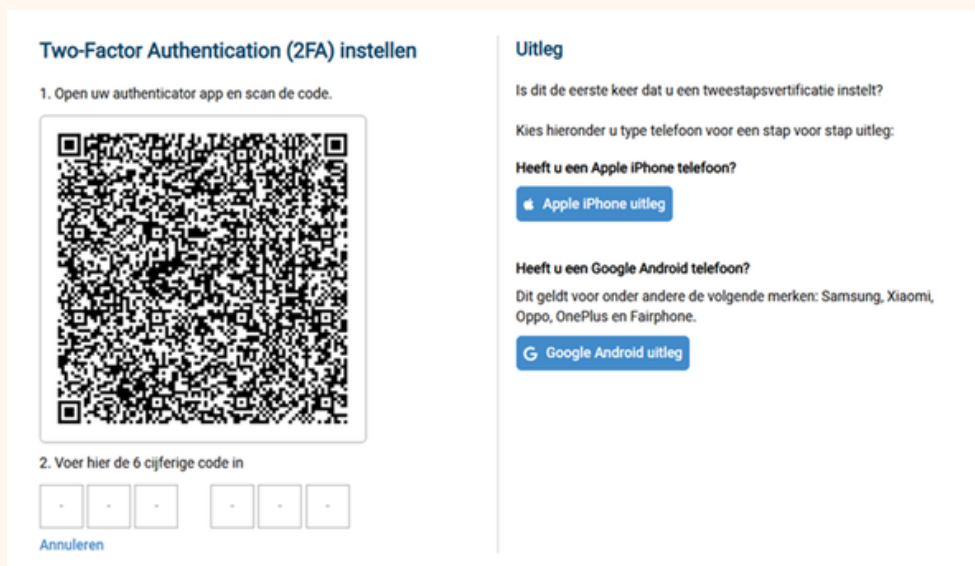 Two-Factor Authentication (2FA) instellen
1. Open uw authenticator app en scan de code.
2. Voer hier de 6 cijferige code in
- - - - - -
Annuleren
Uitleg
Is dit de eerste keer dat u een tweestapsvertificatie instelt?
Kies hieronder u type telefoon voor een stap voor stap uitleg:
Heeft u een Apple iPhone telefoon?
Apple iPhone uitleg
Heeft u een Google Android telefoon?
Dit geldt voor onder andere de volgende merken: Samsung, Xiaomi,
Oppo, OnePlus en Fairphone.
G Google Android uitleg